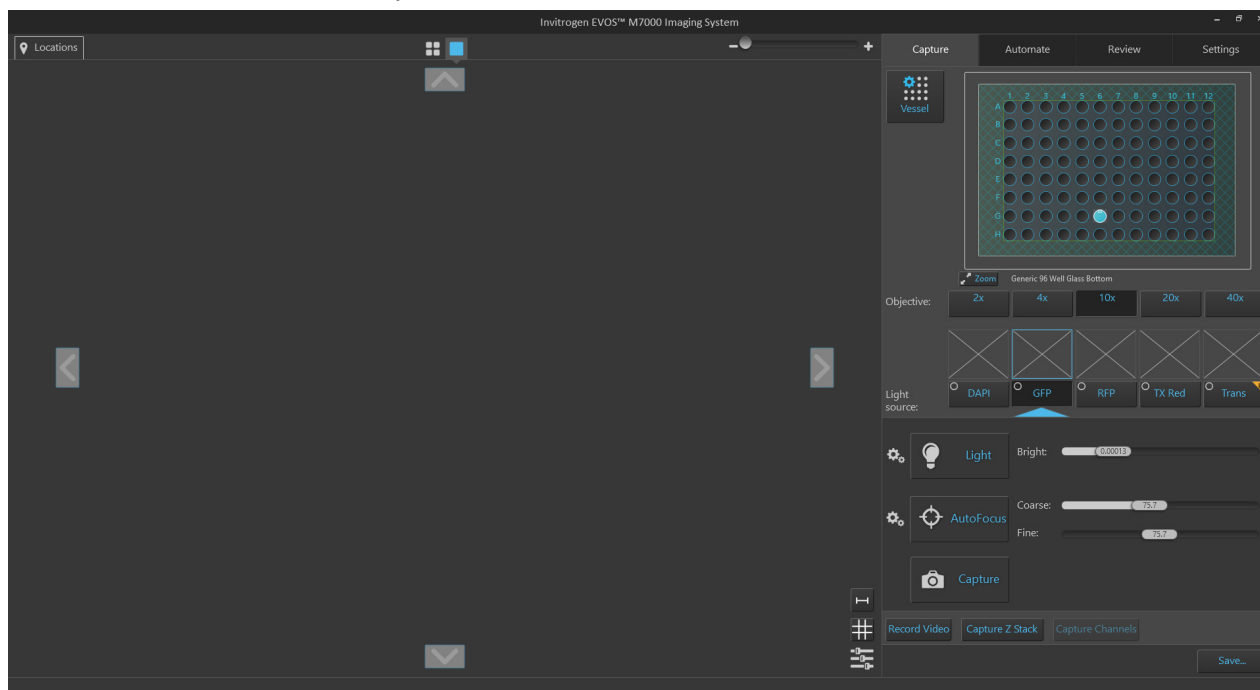 Invitrogen EVOS™ M7000 Imaging System
Locations
Capture Automate Review Settings
Vessel
1 2 3 4 5 6 7 8 9 10 11 12
A
B
C
D
E
F
G
H
Zoom Generic 96 Well Glass Bottom
Objective: 2x 4x 10x 20x 40x
Light source: DAPI GFP RFP TX Red Trans
Light Bright: 0.00013
AutoFocus Coarse: 75.7
Fine: 75.7
Capture
Record Video Capture Z Stack Capture Channels
Save...